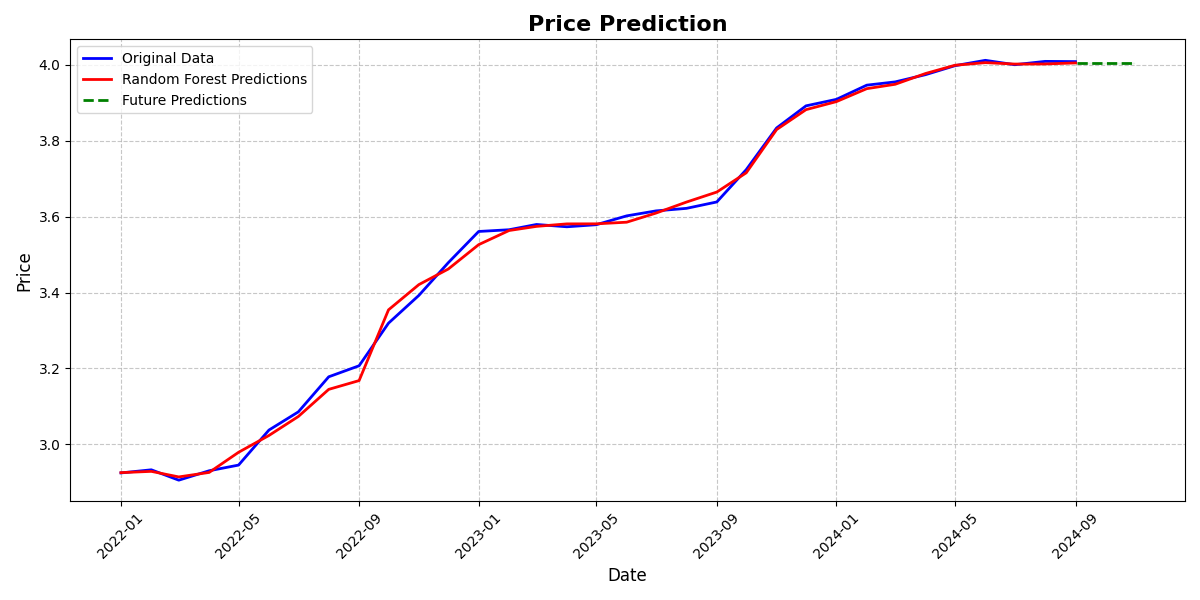 Price Prediction
Original Data
Random Forest Predictions
Future Predictions
Price
4.0
3.8
3.6
3.4
3.2
3.0
2022-01
2022-05
2022-09
2023-01
2023-05
2023-09
2024-01
2024-05
2024-09
Date